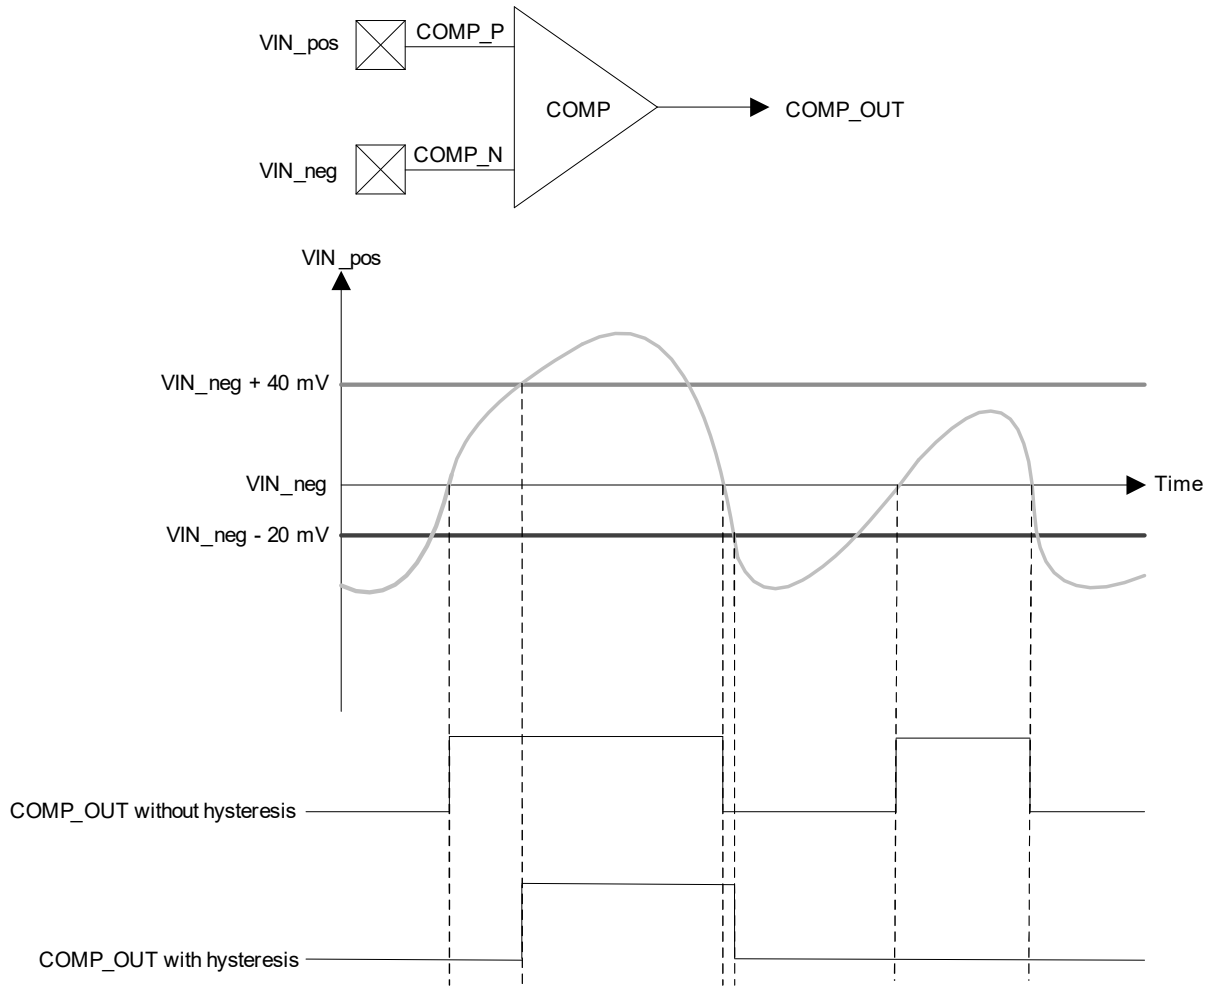 VIN_pos
COMP_P
COMP
COMP_OUT
VIN_neg
COMP_N
VIN_pos
VIN_neg + 40 mV
VIN_neg
Time
VIN_neg - 20 mV
COMP_OUT without hysteresis
COMP_OUT with hysteresis